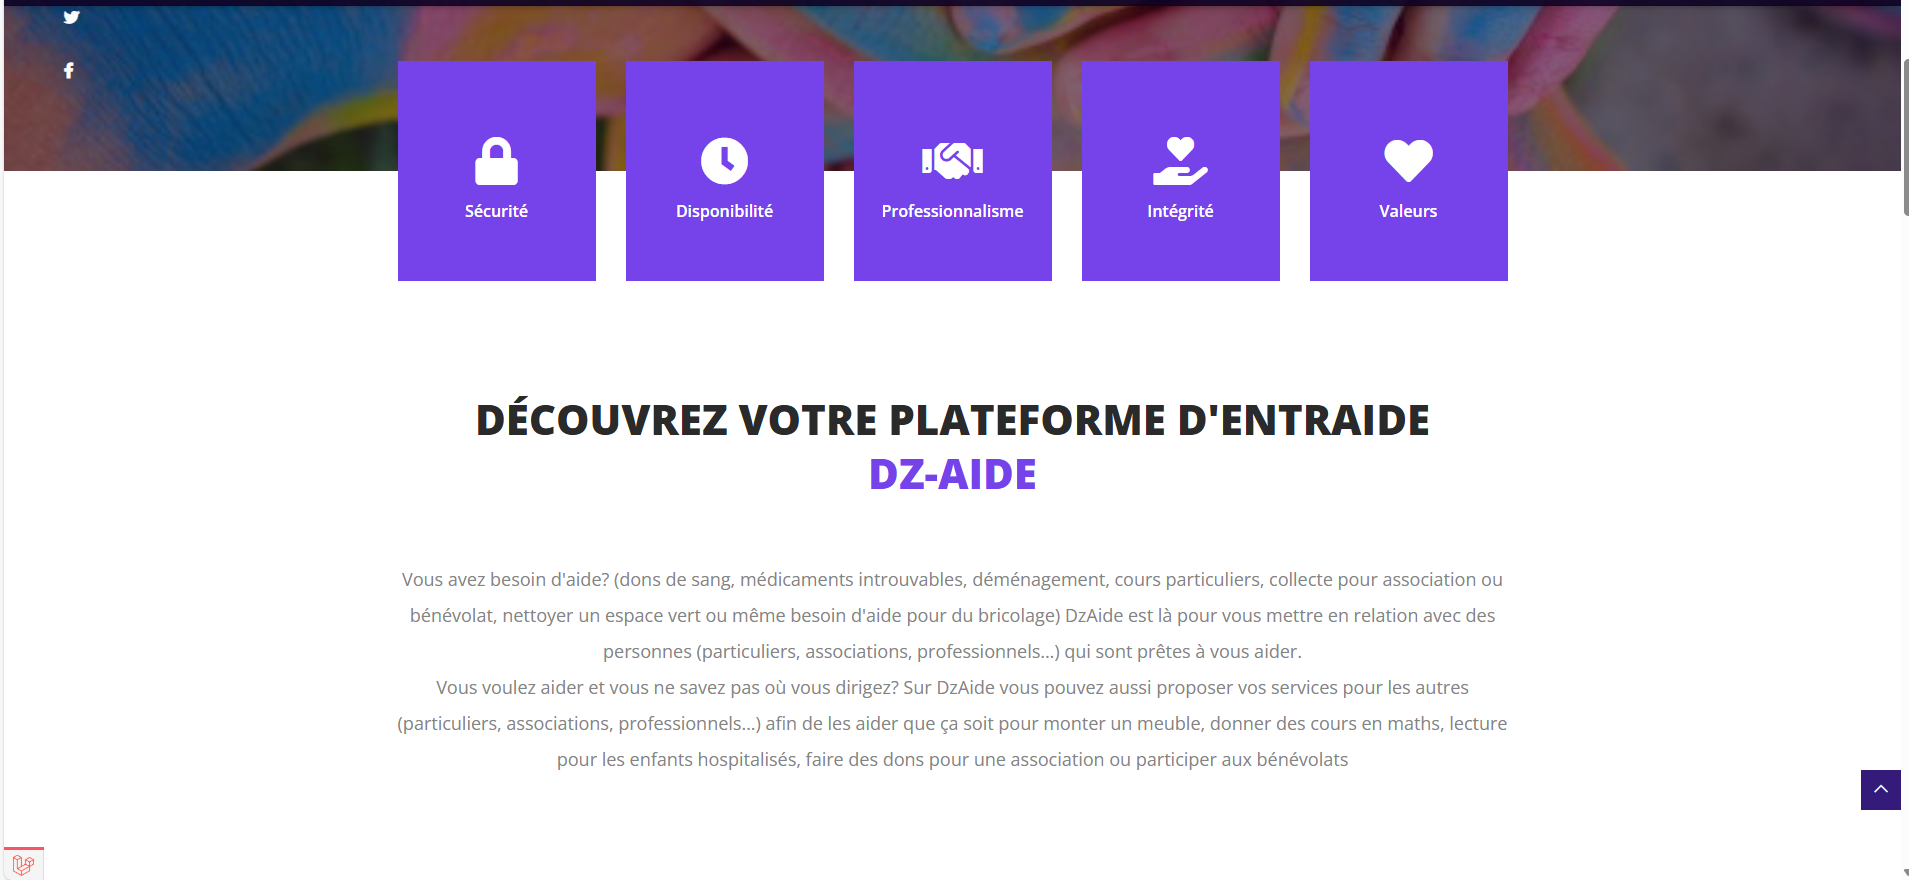 Sécurité
Disponibilité
Professionnalisme
Intégrité
Valeurs
DÉCOUVREZ VOTRE PLATEFORME D'ENTRAIDE
DZ-AIDE
Vous avez besoin d'aide? (dons de sang, médicaments introuvables, déménagement, cours particuliers, collecte pour association ou
bénévolat, nettoyer un espace vert ou même besoin d'aide pour du bricolage) DzAide est là pour vous mettre en relation avec des
personnes (particuliers, associations, professionnels...) qui sont prêtes à vous aider.
Vous voulez aider et vous ne savez pas où vous dirigez? Sur DzAide vous pouvez aussi proposer vos services pour les autres
(particuliers, associations, professionnels...) afin de les aider que ça soit pour monter un meuble, donner des cours en maths, lecture
pour les enfants hospitalisés, faire des dons pour une association ou participer aux bénévolats